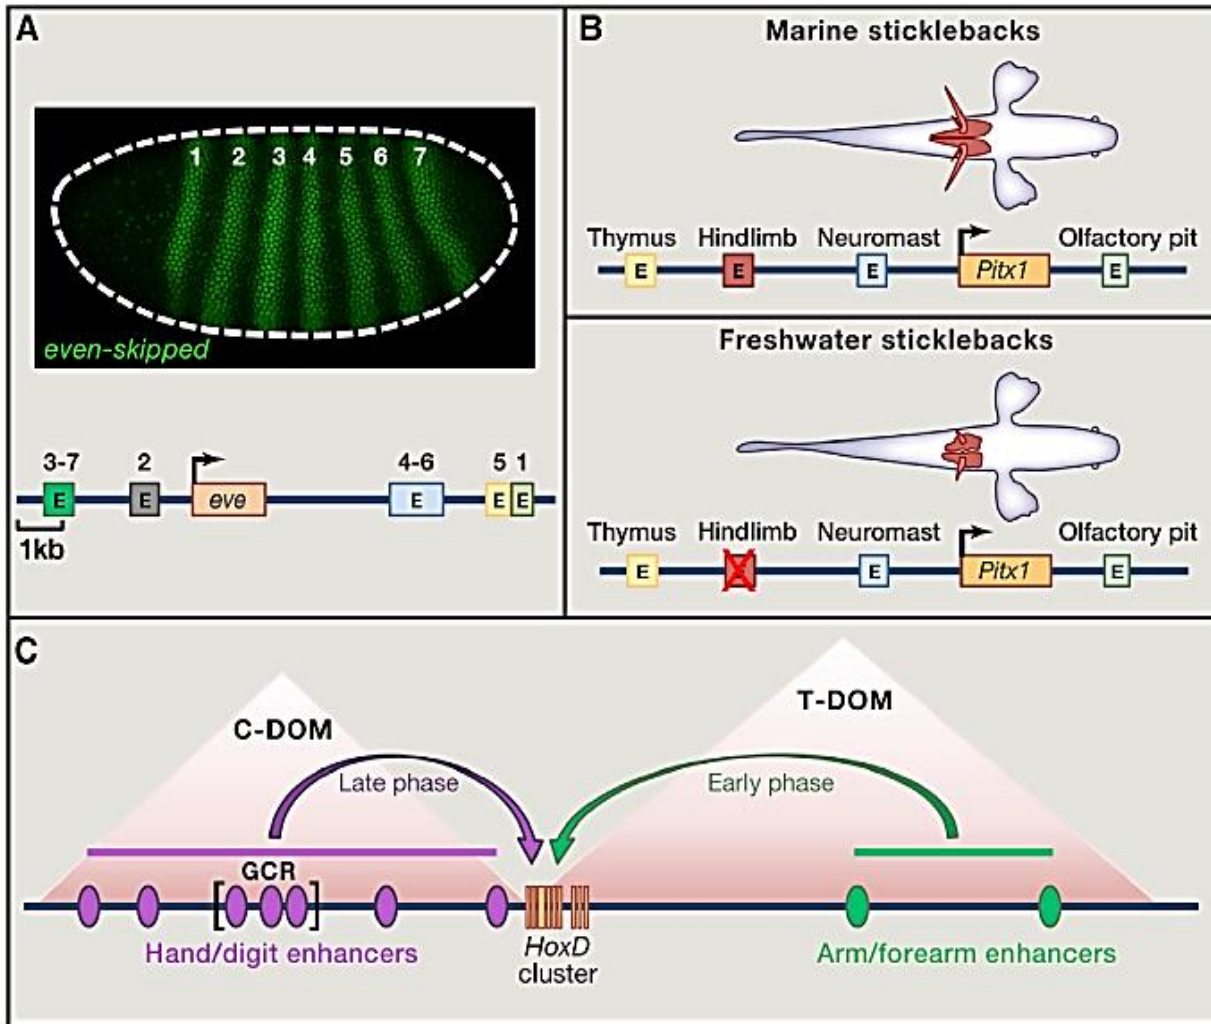 A
1 2 3 4 5 6 7
even-skipped
3-7 2 4-6 5 1
E E eve E E E
1kb
B
Marine sticklebacks
Thymus Hindlimb Neuromast Olfactory pit
E E E Pitx1 E
Freshwater sticklebacks
Thymus Hindlimb Neuromast Olfactory pit
E E E Pitx1 E
C
C-DOM
T-DOM
Late phase
Early phase
GCR
Hand/digit enhancers
HoxD
cluster
Arm/forearm enhancers